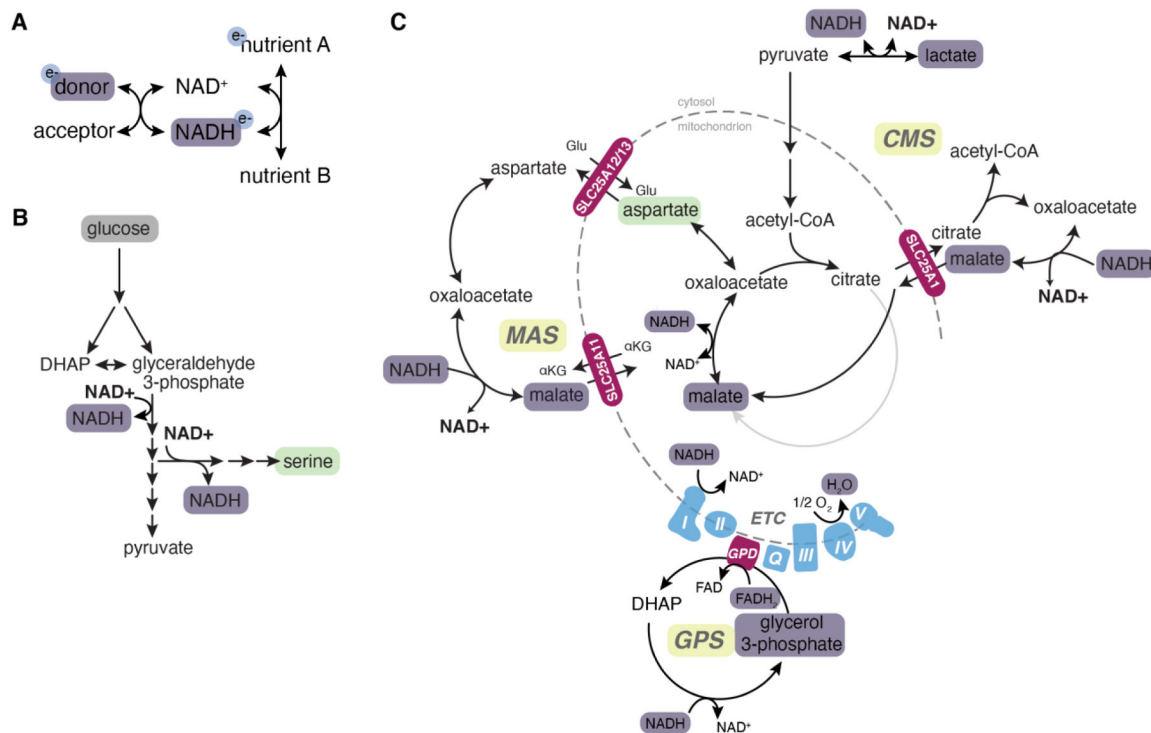 A
e-
nutrient A
e-
donor
NAD+
acceptor
NADH
e-
nutrient B
B
glucose
DHAP
glyceraldehyde
3-phosphate
NAD+
NADH
NAD+
serine
NADH
pyruvate
C
NADH
NAD+
pyruvate
lactate
cytosol
mitochondrion
CMS
acetyl-CoA
SLC25A12/13
Glu
aspartate
Glu
aspartate
acetyl-CoA
oxaloacetate
citrate
SLC25A1
malate
NADH
NAD+
oxaloacetate
oxaloacetate
citrate
NADH
NAD+
malate
MAS
SLC25A11
αKG
αKG
NADH
malate
NAD+
NADH
NAD+
ETC
1/2 O2
H2O
I
II
GPD
Q
III
IV
V
FAD
FADH2
DHAP
GPS
glycerol
3-phosphate
NADH
NAD+